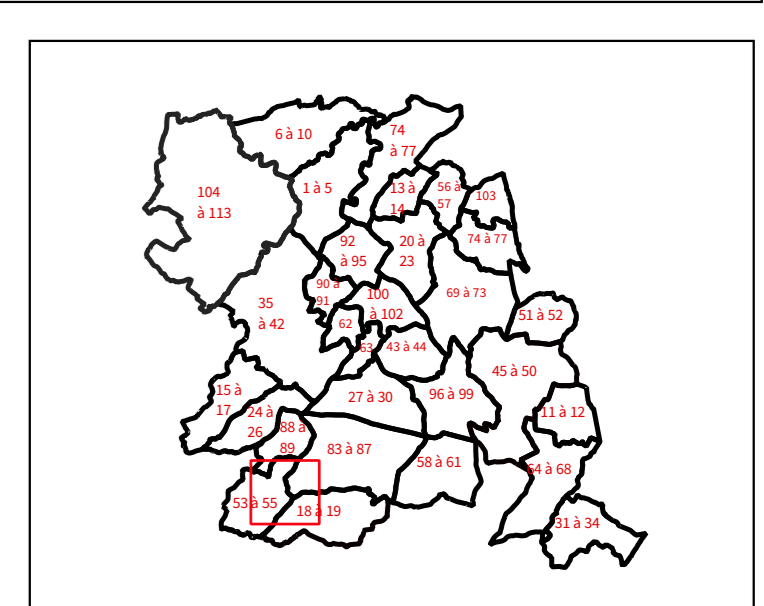 74
à 77
6 à 10
1 à 5
13 à
14
56 à
57
103
104
à 113
92
à 95
20 à
23
74 à 77
90 à
91
100
à 102
69 à 73
35
à 42
62
51 à 52
63
43 à 44
45 à 50
15 à
17
24 à
26
27 à 30
96 à 99
11 à 12
88 à
89
83 à 87
58 à 61
64 à 68
53 à 55
18 à 19
31 à 34